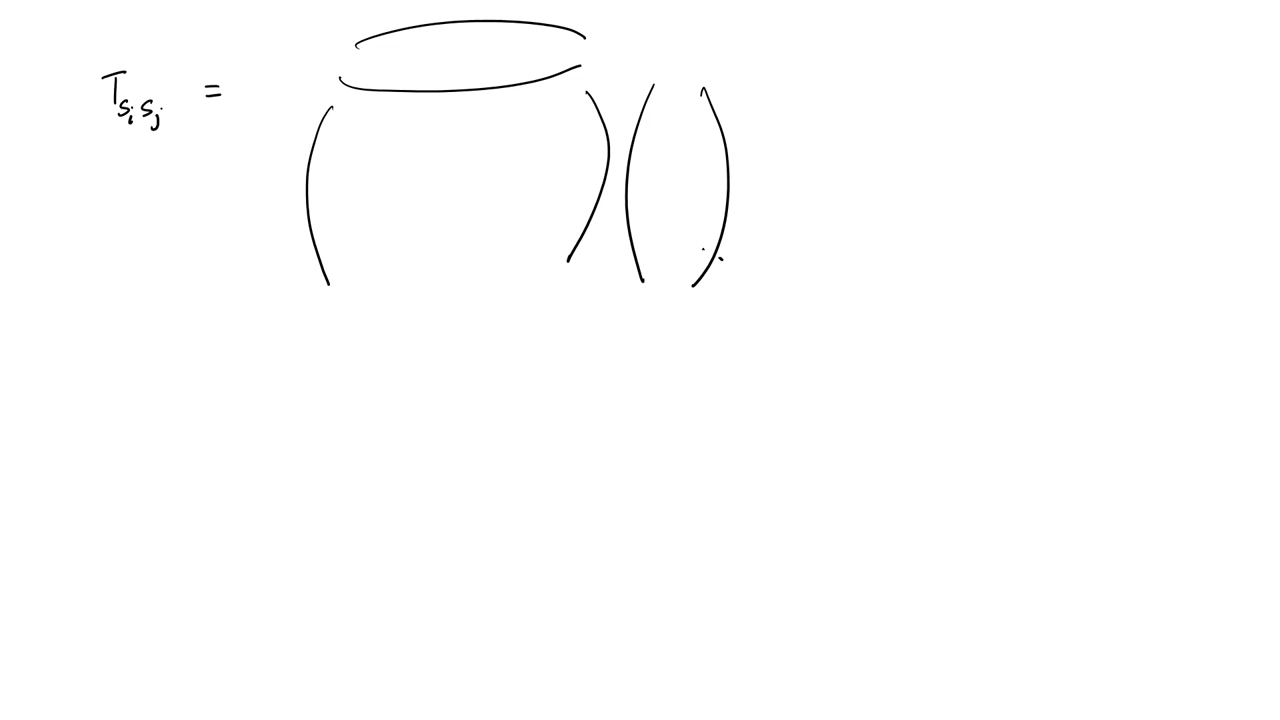 T_{s_i s_j} = ( ) ( )